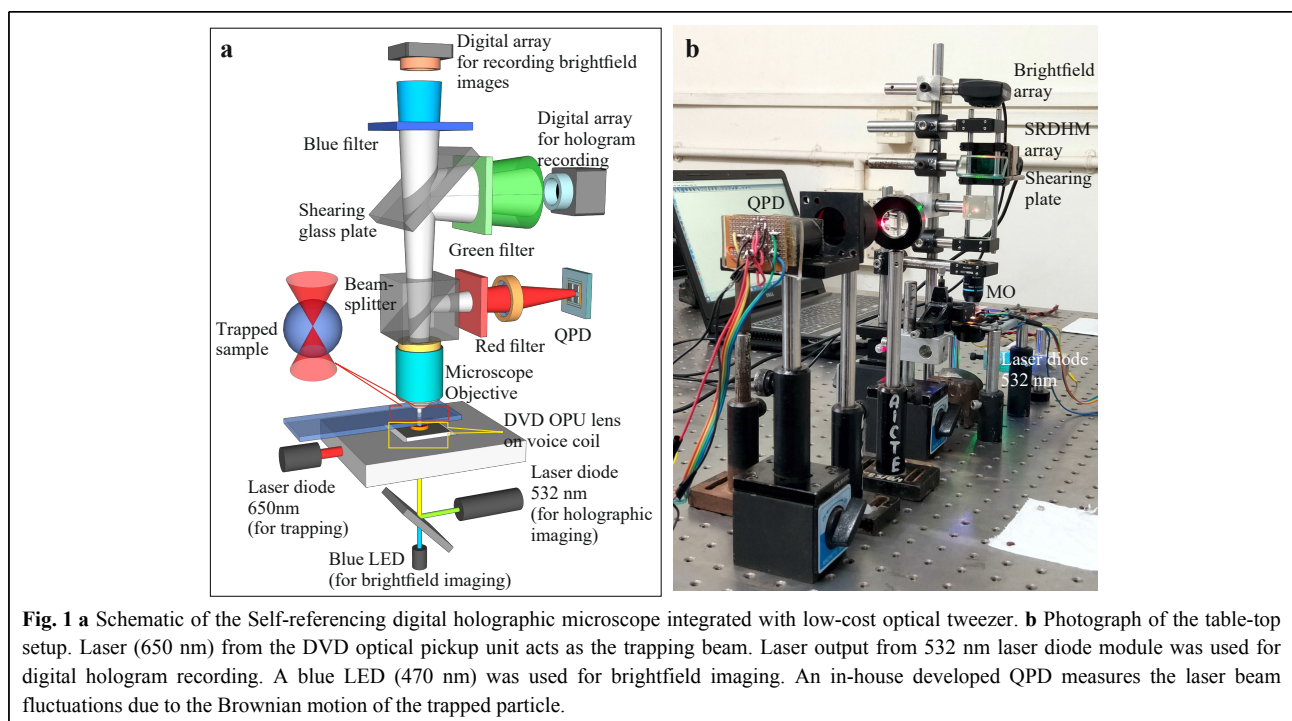 a
Digital array
for recording brightfield
images
Blue filter
Digital array
for hologram
recording
Shearing
glass plate
Green filter
Beam-
splitter
Trapped
sample
Red filter
QPD
Microscope
Objective
DVD OPU lens
on voice coil
Laser diode
650nm
(for trapping)
Laser diode
532 nm
(for holographic
imaging)
Blue LED
(for brightfield imaging)
b
Brightfield
array
SRDHM
array
Shearing
plate
QPD
MO
Laser diode
532 nm
AICTE
Fig. 1 a Schematic of the Self-referencing digital holographic microscope integrated with low-cost optical tweezer. b Photograph of the table-top
setup. Laser (650 nm) from the DVD optical pickup unit acts as the trapping beam. Laser output from 532 nm laser diode module was used for
digital hologram recording. A blue LED (470 nm) was used for brightfield imaging. An in-house developed QPD measures the laser beam
fluctuations due to the Brownian motion of the trapped particle.